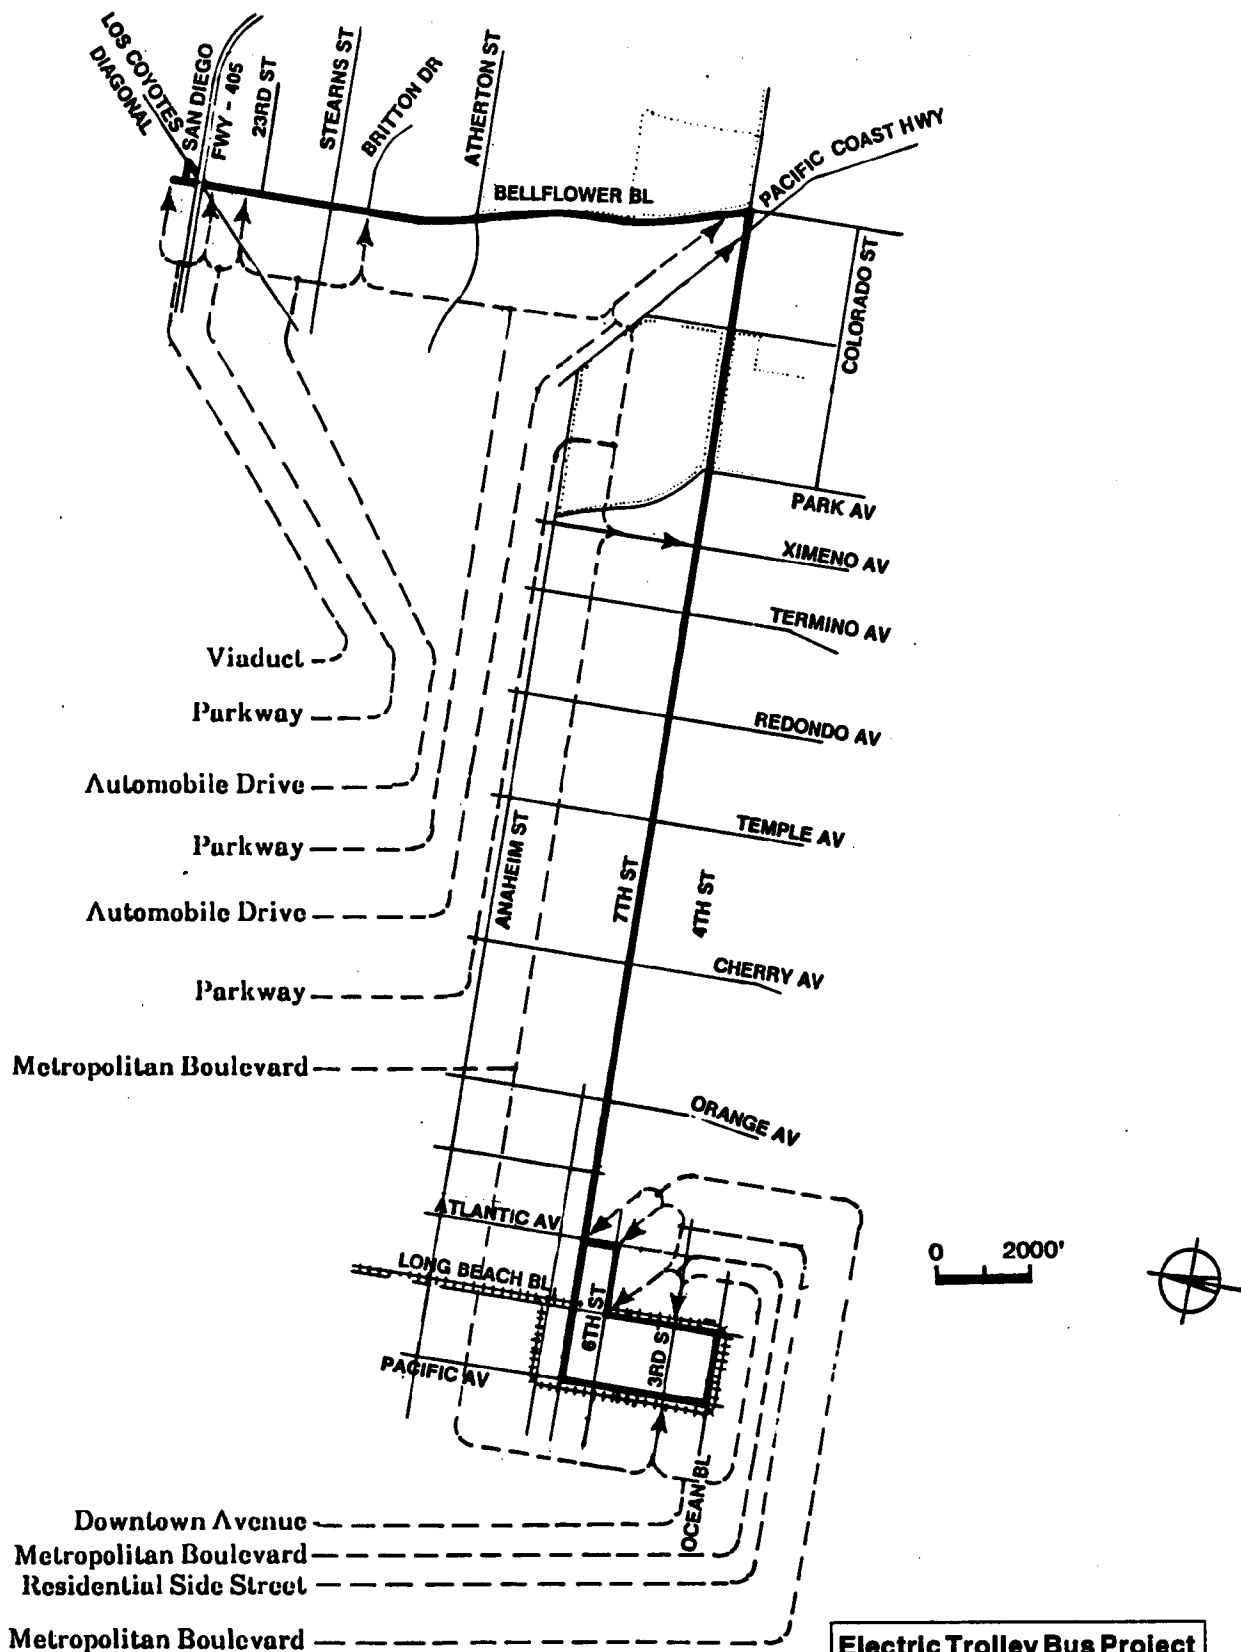 LOS COYOTES
DIAGONAL
SAN DIEGO
FWY - 405
23RD ST
STEARNS ST
BRITTON DR
ATHERTON ST
BELLFLOWER BL
PACIFIC COAST HWY
COLORADO ST
PARK AV
XIMENO AV
TERMINO AV
Viaduct
Parkway
REDONDO AV
Automobile Drive
TEMPLE AV
Parkway
ANAHEIM ST
7TH ST
4TH ST
Automobile Drive
CHERRY AV
Parkway
Metropolitan Boulevard
ORANGE AV
ATLANTIC AV
LONG BEACH BL
0 2000'
6TH ST
3RD ST
PACIFIC AV
OCEAN BL
Downtown Avenue
Metropolitan Boulevard
Residential Side Street
Metropolitan Boulevard
Electric Trolley Bus Project